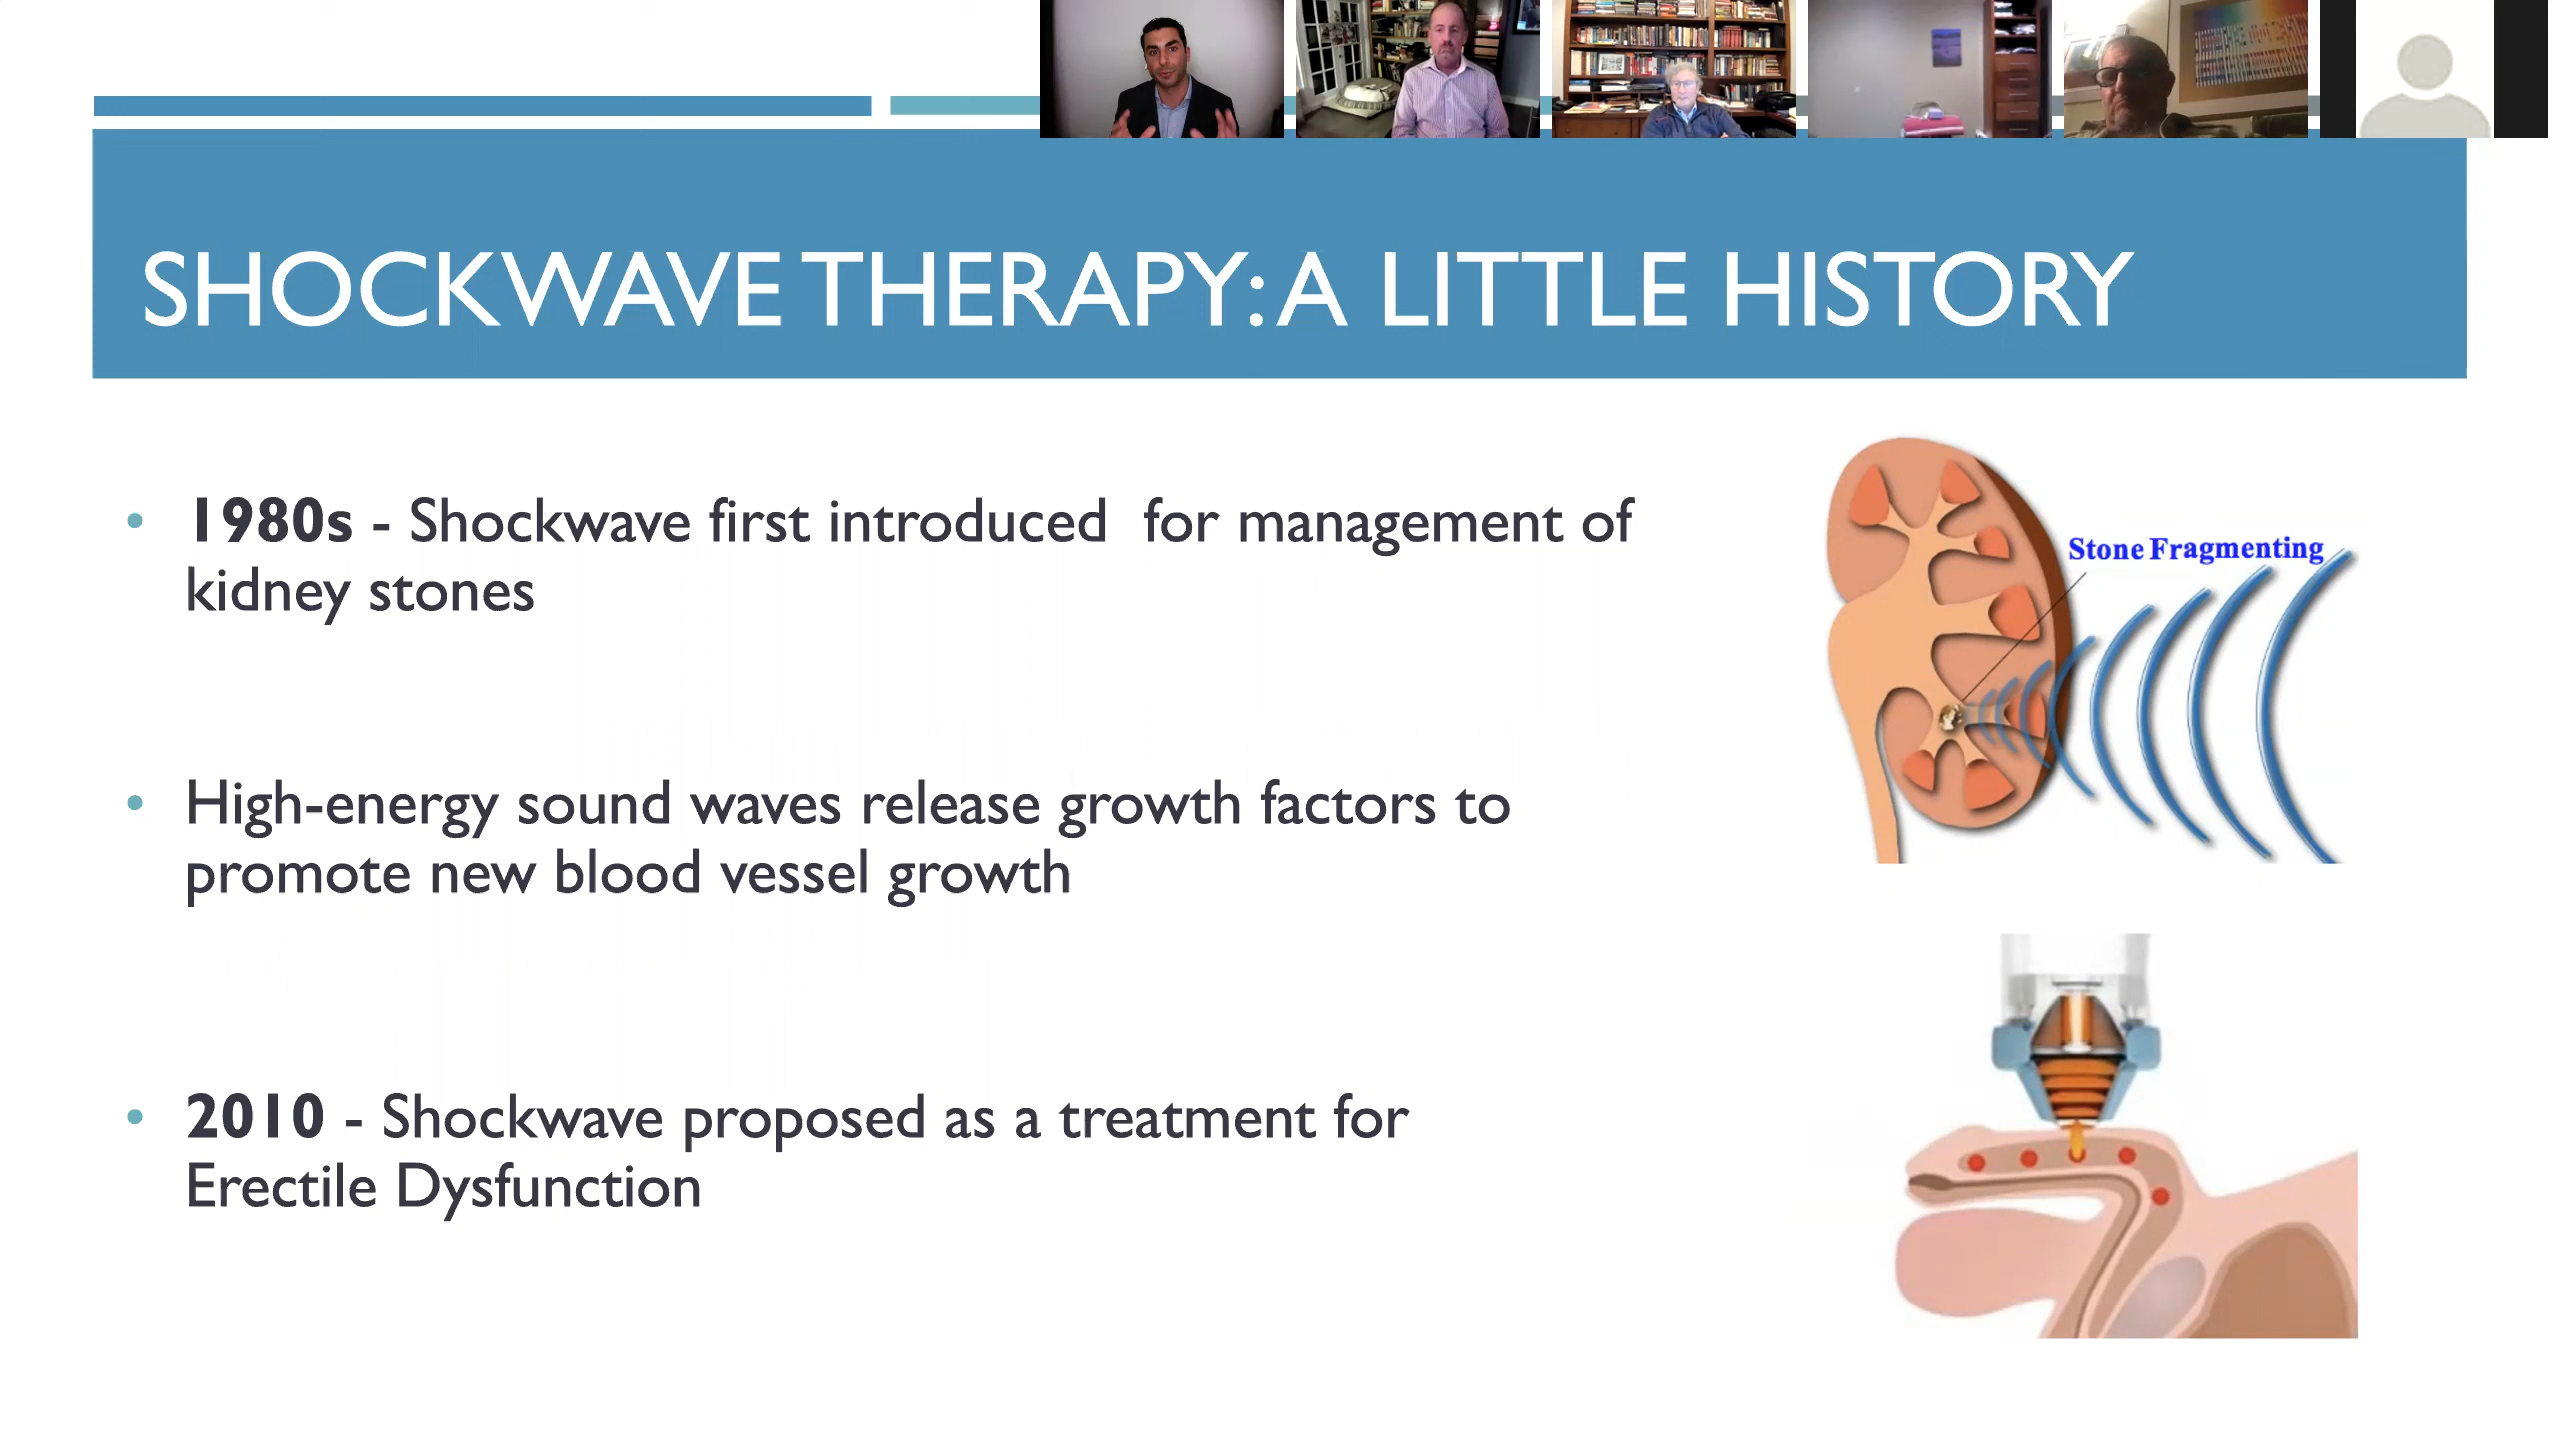 SHOCKWAVE THERAPY: A LITTLE HISTORY
• 1980s - Shockwave first introduced  for management of
kidney stones
• High-energy sound waves release growth factors to
promote new blood vessel growth
• 2010 - Shockwave proposed as a treatment for
Erectile Dysfunction
Stone Fragmenting